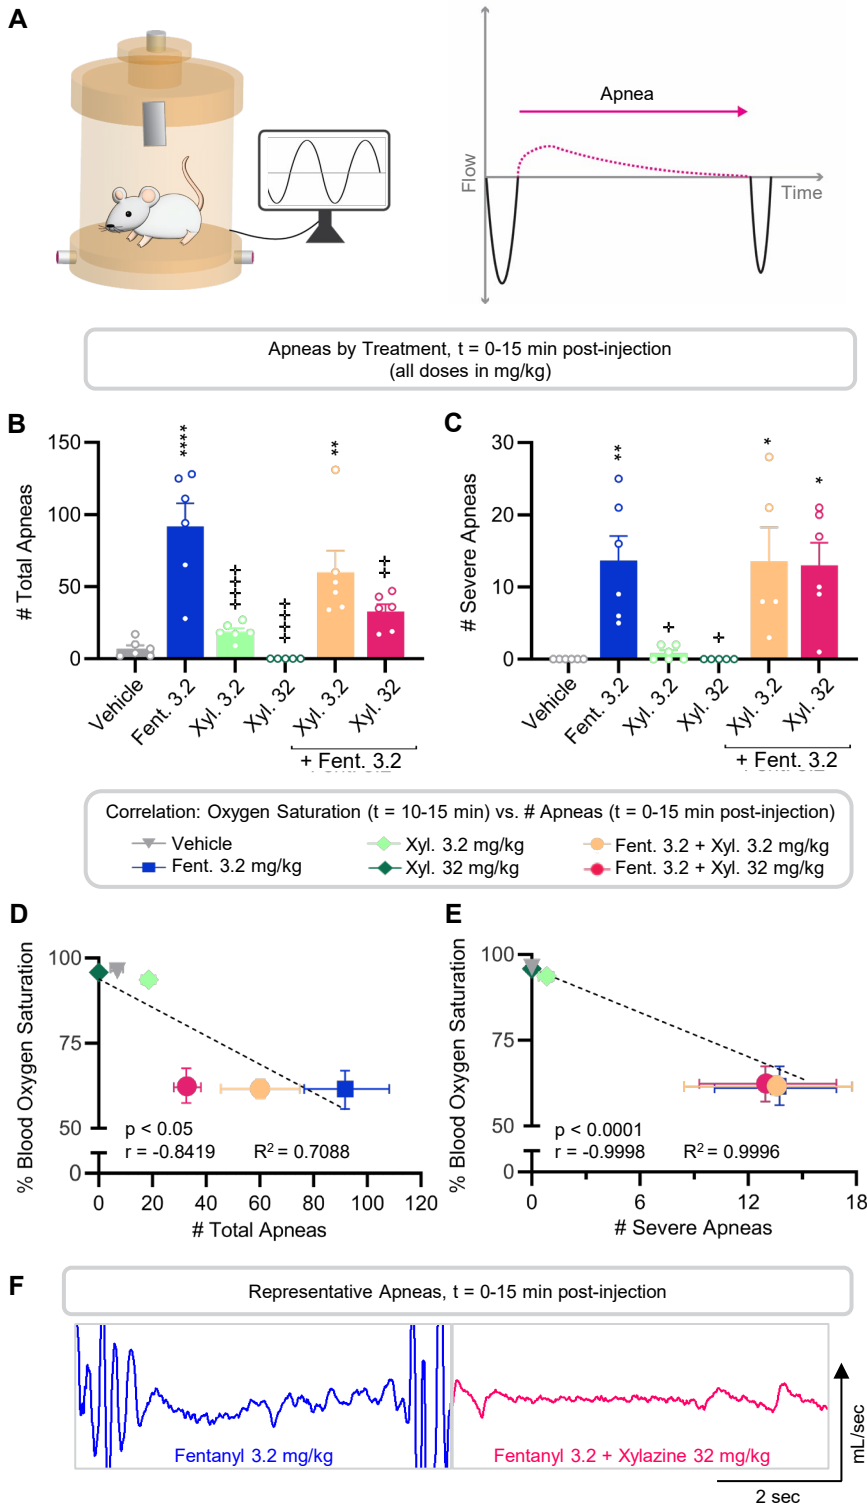 A
Apnea
Flow
Time
Apneas by Treatment, t = 0-15 min post-injection
(all doses in mg/kg)
B
# Total Apneas
150
100
50
0
****
‡‡
‡‡
**
‡
Vehicle
Fent. 3.2
Xyl. 3.2
Xyl. 32
Xyl. 3.2
Xyl. 32
+ Fent. 3.2
C
# Severe Apneas
30
20
10
0
**
+
+
*
*
Vehicle
Fent. 3.2
Xyl. 3.2
Xyl. 32
Xyl. 3.2
Xyl. 32
+ Fent. 3.2
Correlation: Oxygen Saturation (t = 10-15 min) vs. # Apneas (t = 0-15 min post-injection)
Vehicle
Xyl. 3.2 mg/kg
Fent. 3.2 + Xyl. 3.2 mg/kg
Fent. 3.2 mg/kg
Xyl. 32 mg/kg
Fent. 3.2 + Xyl. 32 mg/kg
D
% Blood Oxygen Saturation
100
75
50
0
p < 0.05
r = -0.8419 R² = 0.7088
0 20 40 60 80 100 120
# Total Apneas
E
% Blood Oxygen Saturation
100
75
50
0
p < 0.0001
r = -0.9998 R² = 0.9996
0 6 12 18
# Severe Apneas
F
Representative Apneas, t = 0-15 min post-injection
Fentanyl 3.2 mg/kg
Fentanyl 3.2 + Xylazine 32 mg/kg
mL/sec
2 sec